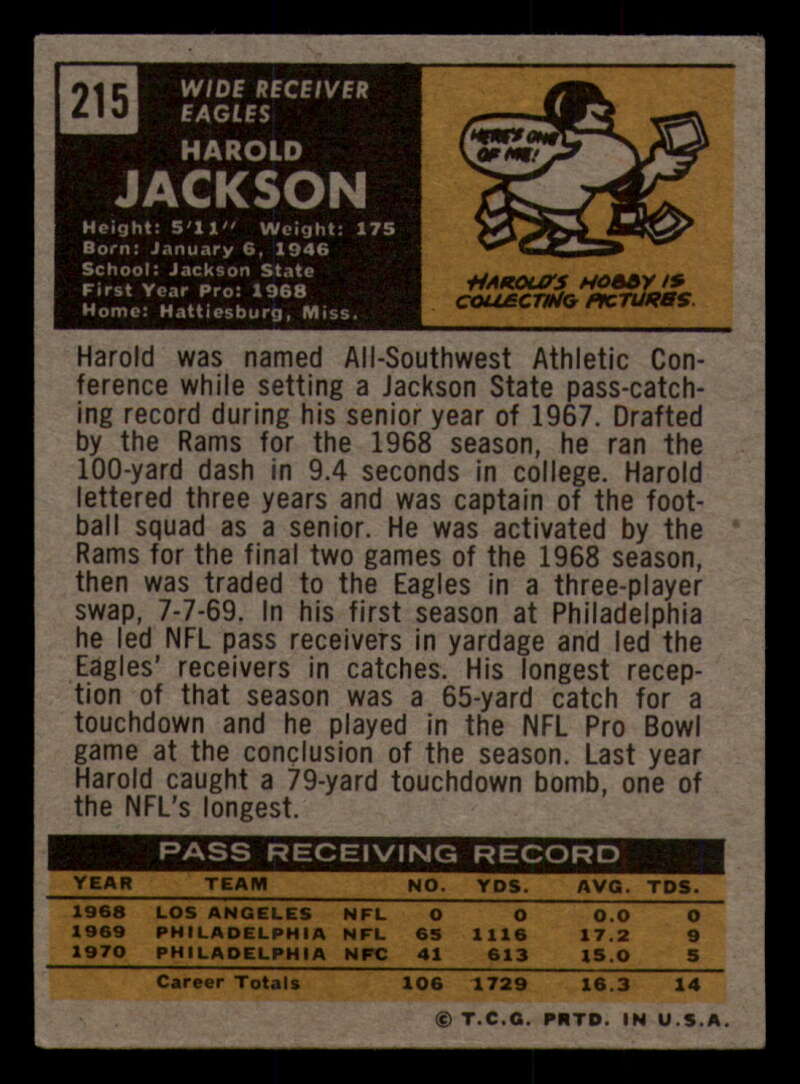 215
WIDE RECEIVER
EAGLES
HAROLD
JACKSON
Height: 5'11" Weight: 175
Born: January 6, 1946
School: Jackson State
First Year Pro: 1968
Home: Hattiesburg, Miss.
HERE'S ONE
OF ME!
HAROLD'S HOBBY IS
COLLECTING PICTURES.
Harold was named All-Southwest Athletic Con-
ference while setting a Jackson State pass-catch-
ing record during his senior year of 1967. Drafted
by the Rams for the 1968 season, he ran the
100-yard dash in 9.4 seconds in college. Harold
lettered three years and was captain of the foot-
ball squad as a senior. He was activated by the
Rams for the final two games of the 1968 season,
then was traded to the Eagles in a three-player
swap, 7-7-69. In his first season at Philadelphia
he led NFL pass receivers in yardage and led the
Eagles' receivers in catches. His longest recep-
tion of that season was a 65-yard catch for a
touchdown and he played in the NFL Pro Bowl
game at the conclusion of the season. Last year
Harold caught a 79-yard touchdown bomb, one of
the NFL's longest.
PASS RECEIVING RECORD
YEAR TEAM NO. YDS. AVG. TDS.
1968 LOS ANGELES NFL 0 0 0.0 0
1969 PHILADELPHIA NFL 65 1116 17.2 9
1970 PHILADELPHIA NFC 41 613 15.0 5
Career Totals 106 1729 16.3 14
© T.C.G. PRTD. IN U.S.A.